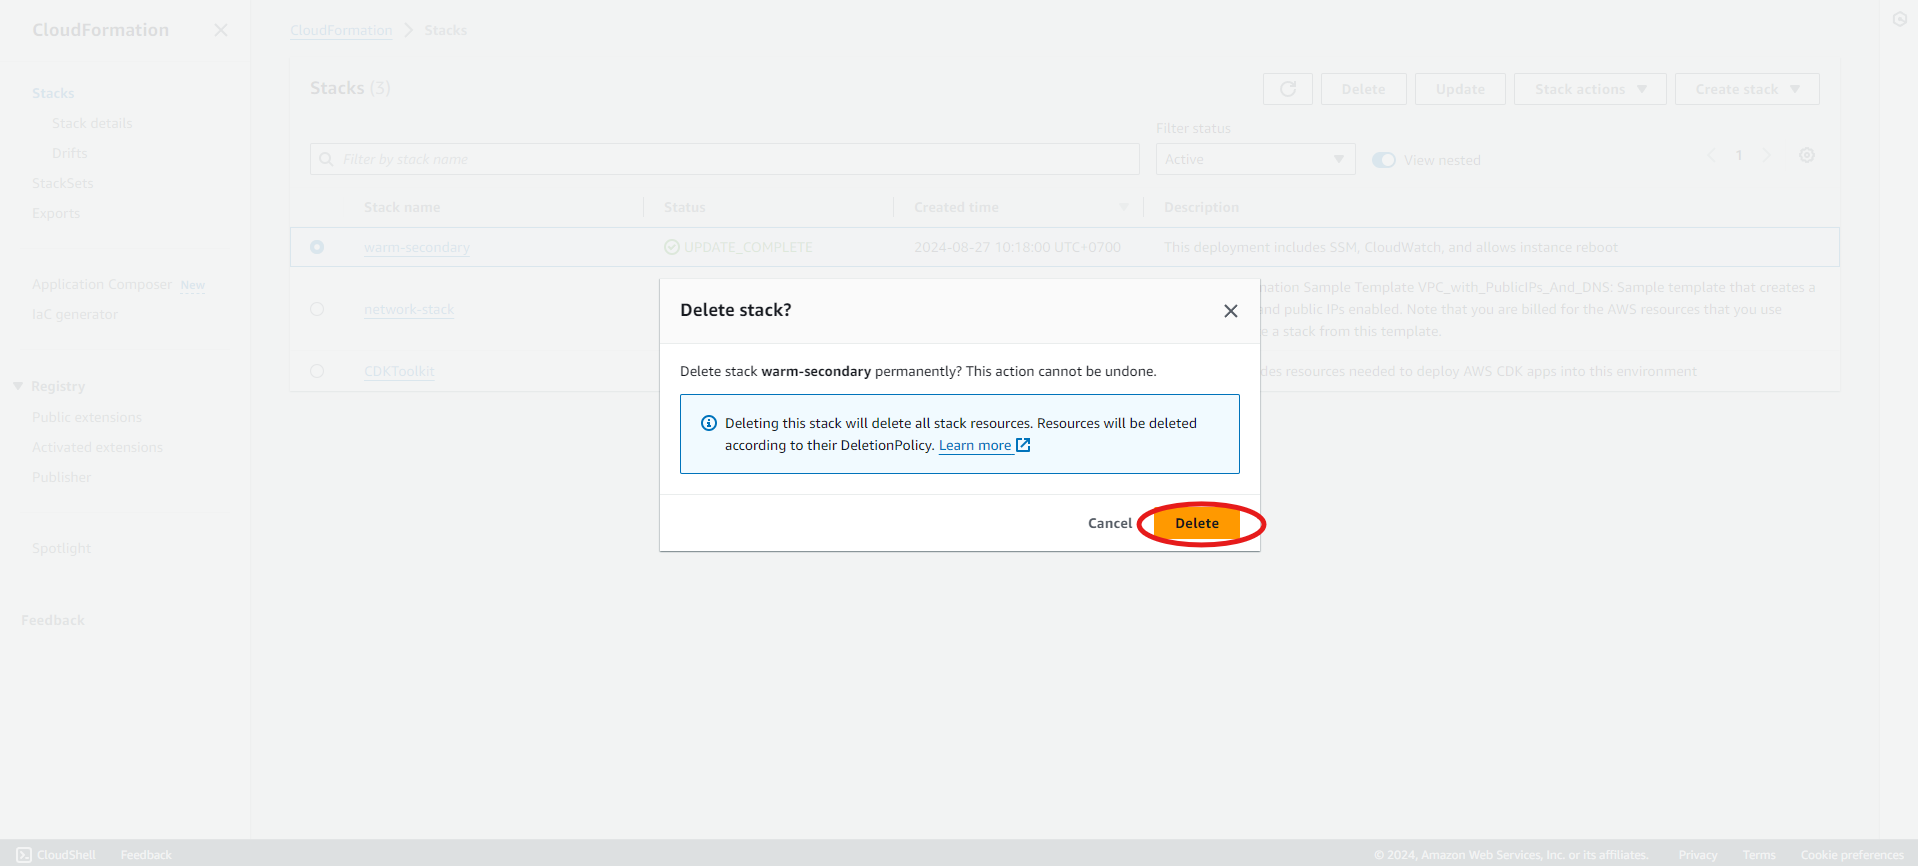 CloudFormation
Stacks
Stack details
Drifts
StackSets
Exports
Application Composer New
IaC generator
Registry
Public extensions
Activated extensions
Publisher
Spotlight
Feedback
CloudFormation Stacks
Stacks (3)
Delete
Update
Stack actions
Create stack
Filter status
Filter by stack name
Active
View nested
1
Stack name Status Created time Description
warm-secondary UPDATE_COMPLETE 2024-08-27 10:18:00 UTC+0700 This deployment includes SSM, CloudWatch, and allows instance reboot
Sample Template VPC_with_PublicIPs_And_DNS: Sample template that creates a
network-stack and public IPs enabled. Note that you are billed for the AWS resources that you use
a stack from this template.
CDKToolkit resources needed to deploy AWS CDK apps into this environment
Delete stack?
Delete stack warm-secondary permanently? This action cannot be undone.
Deleting this stack will delete all stack resources. Resources will be deleted
according to their DeletionPolicy. Learn more
Cancel
Delete
CloudShell Feedback © 2024, Amazon Web Services, Inc. or its affiliates. Privacy Terms Cookie preferences